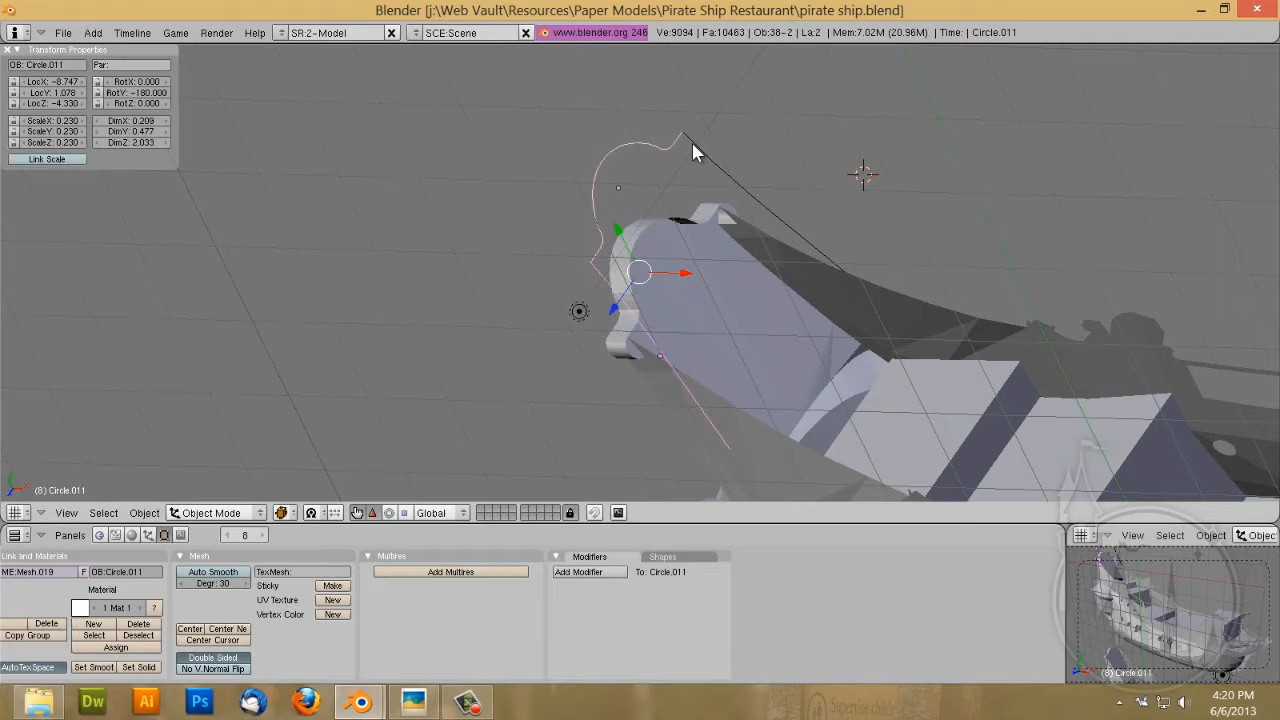 Blender [j:\Web Vault\Resources\Paper Models\Pirate Ship Restaurant\pirate ship.blend]
File Add Timeline Game Render Help SR:2-Model SCE:Scene www.blender.org 246 Ve:9094 | Fa:10463 | Ob:38-2 | La:2 | Mem:7.02M (20.96M) | Time: | Circle.011
Transform Properties
OB: Circle.011 Par:
LocX: -8.747 RotX: 0.000
LocY: 1.078 RotY: -180.000
LocZ: -4.330 RotZ: 0.000
ScaleX: 0.230 DimX: 0.209
ScaleY: 0.230 DimY: 0.477
ScaleZ: 0.230 DimZ: 2.033
Link Scale
(8) Circle.011
View Select Object Object Mode Global
Panels 8 View Select Object Objec
Link and Materials Mesh Multires Modifiers Shapes
ME:Mesh.019 F OB:Circle.011 Auto Smooth TexMesh: Add Multires Add Modifier To: Circle.011
Degr: 30 Sticky Make
Material
1 Mat 1 ? UV Texture New
Delete New Delete Vertex Color New
Copy Group Select Deselect Center Center Ne
Assign Center Cursor
AutoTexSpace Set Smoot Set Solid Double Sided
No V.Normal Flip
(8) Circle.011
Dw Ai Ps
4:20 PM
6/6/2013